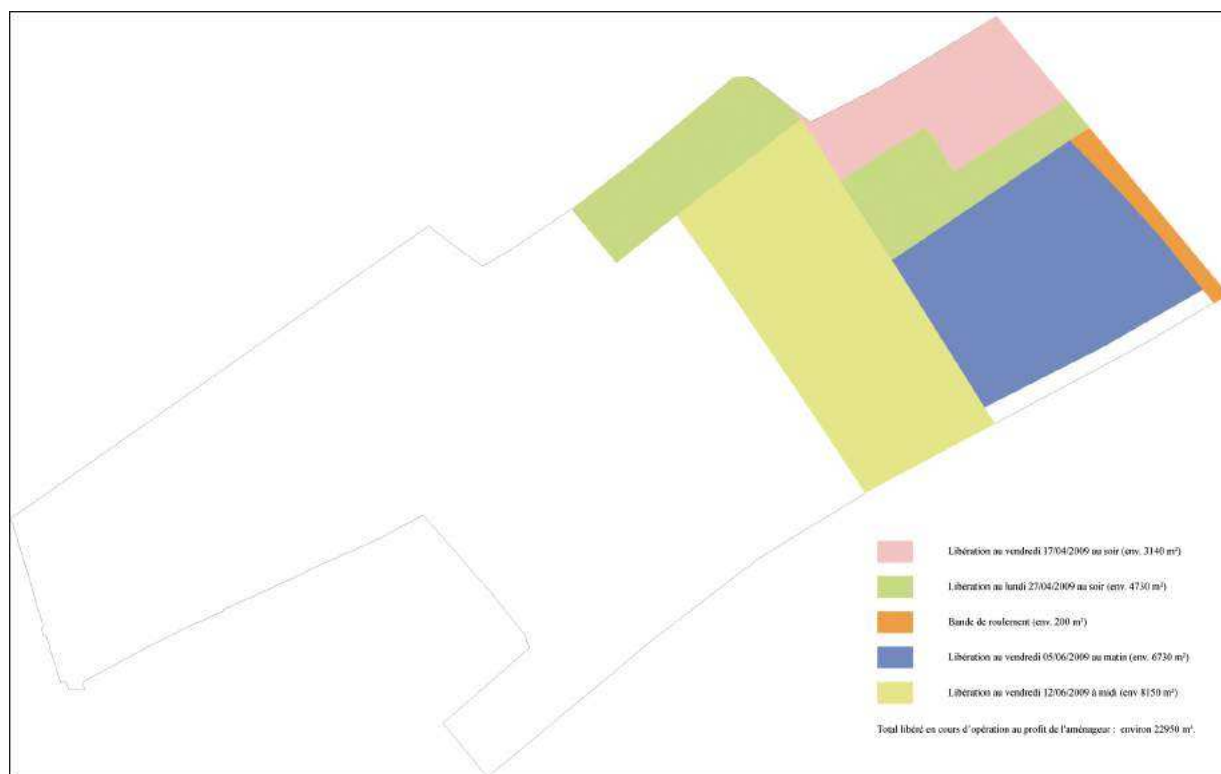 Libération au vendredi 17/04/2009 au soir (env. 3140 m²)
Libération au lundi 27/04/2009 au soir (env. 4730 m²)
Bande de roulement (env. 200 m²)
Libération au vendredi 05/06/2009 au matin (env. 6730 m²)
Libération au vendredi 12/06/2009 à midi (env 8150 m²)
Total libéré en cours d'opération au profit de l'aménageur : environ 22950 m².